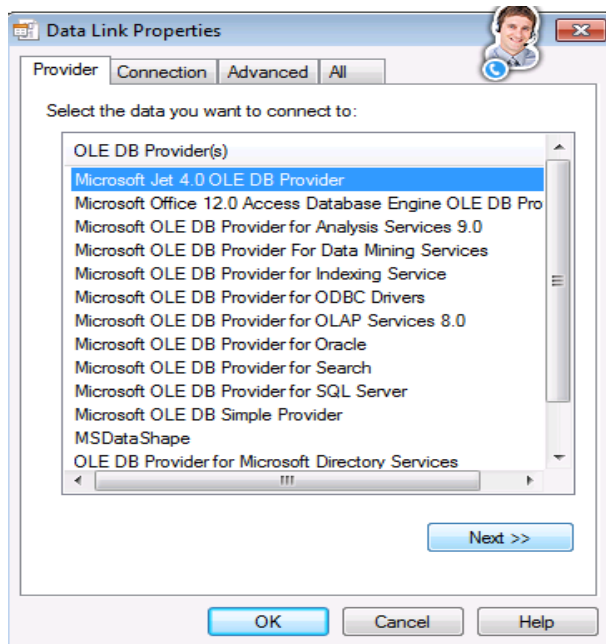 Data Link Properties
Provider Connection Advanced All
Select the data you want to connect to:
OLE DB Provider(s)
Microsoft Jet 4.0 OLE DB Provider
Microsoft Office 12.0 Access Database Engine OLE DB Pro
Microsoft OLE DB Provider for Analysis Services 9.0
Microsoft OLE DB Provider For Data Mining Services
Microsoft OLE DB Provider for Indexing Service
Microsoft OLE DB Provider for ODBC Drivers
Microsoft OLE DB Provider for OLAP Services 8.0
Microsoft OLE DB Provider for Oracle
Microsoft OLE DB Provider for Search
Microsoft OLE DB Provider for SQL Server
Microsoft OLE DB Simple Provider
MSDataShape
OLE DB Provider for Microsoft Directory Services
Next >>
OK Cancel Help